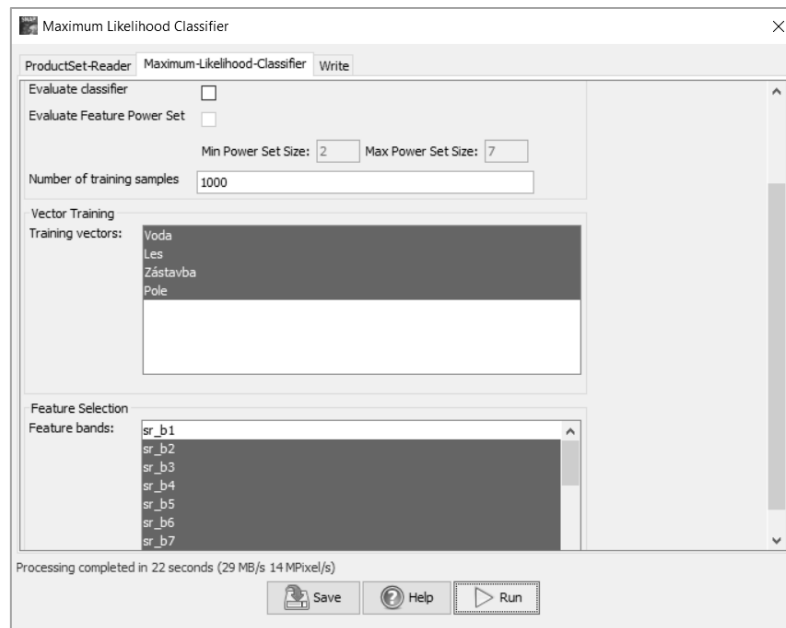 Maximum Likelihood Classifier
ProductSet-Reader Maximum-Likelihood-Classifier Write
Evaluate classifier
Evaluate Feature Power Set
Min Power Set Size: 2 Max Power Set Size: 7
Number of training samples 1000
Vector Training
Training vectors: Voda
Les
Zástavba
Pole
Feature Selection
Feature bands: sr_b1
sr_b2
sr_b3
sr_b4
sr_b5
sr_b6
sr_b7
Processing completed in 22 seconds (29 MB/s 14 MPixel/s)
Save Help Run